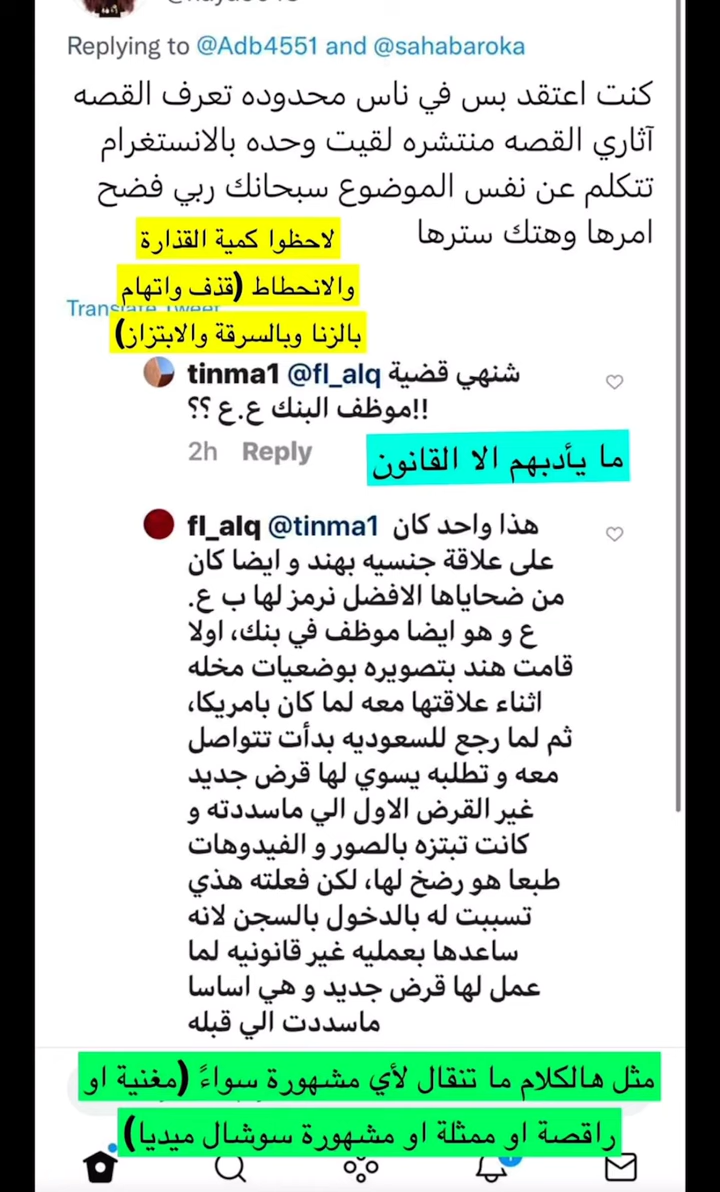 Replying to @Adb4551 and @sahabaroka
كنت اعتقد بس في ناس محدوده تعرف القصه
آثاري القصه منتشره لقيت وحده بالانستغرام
تتكلم عن نفس الموضوع سبحانك ربي فضح
امرها وهتك سترها
لاحظوا كمية القذارة
والانحطاط (قذف واتهام
بالزنا وبالسرقة والابتزاز)
Translate Tweet
tinma1 @fl_alq شنهي قضية
موظف البنك ع.ع ؟؟!!
2h Reply
ما يأدبهم الا القانون
fl_alq @tinma1 هذا واحد كان
على علاقة جنسيه بهند و ايضا كان
من ضحاياها الافضل نرمز لها ب ع.
ع و هو ايضا موظف في بنك، اولا
قامت هند بتصويره بوضعيات مخله
اثناء علاقتها معه لما كان بامريكا،
ثم لما رجع للسعوديه بدأت تتواصل
معه و تطلبه يسوي لها قرض جديد
غير القرض الاول الي ماسددته و
كانت تبتزه بالصور و الفيدوهات
طبعا هو رضخ لها، لكن فعلته هذي
تسببت له بالدخول بالسجن لانه
ساعدها بعمليه غير قانونيه لما
عمل لها قرض جديد و هي اساسا
ماسددت الي قبله
مثل هالكلام ما تنقال لأي مشهورة سواءً (مغنية او
راقصة او ممثلة او مشهورة سوشال ميديا)